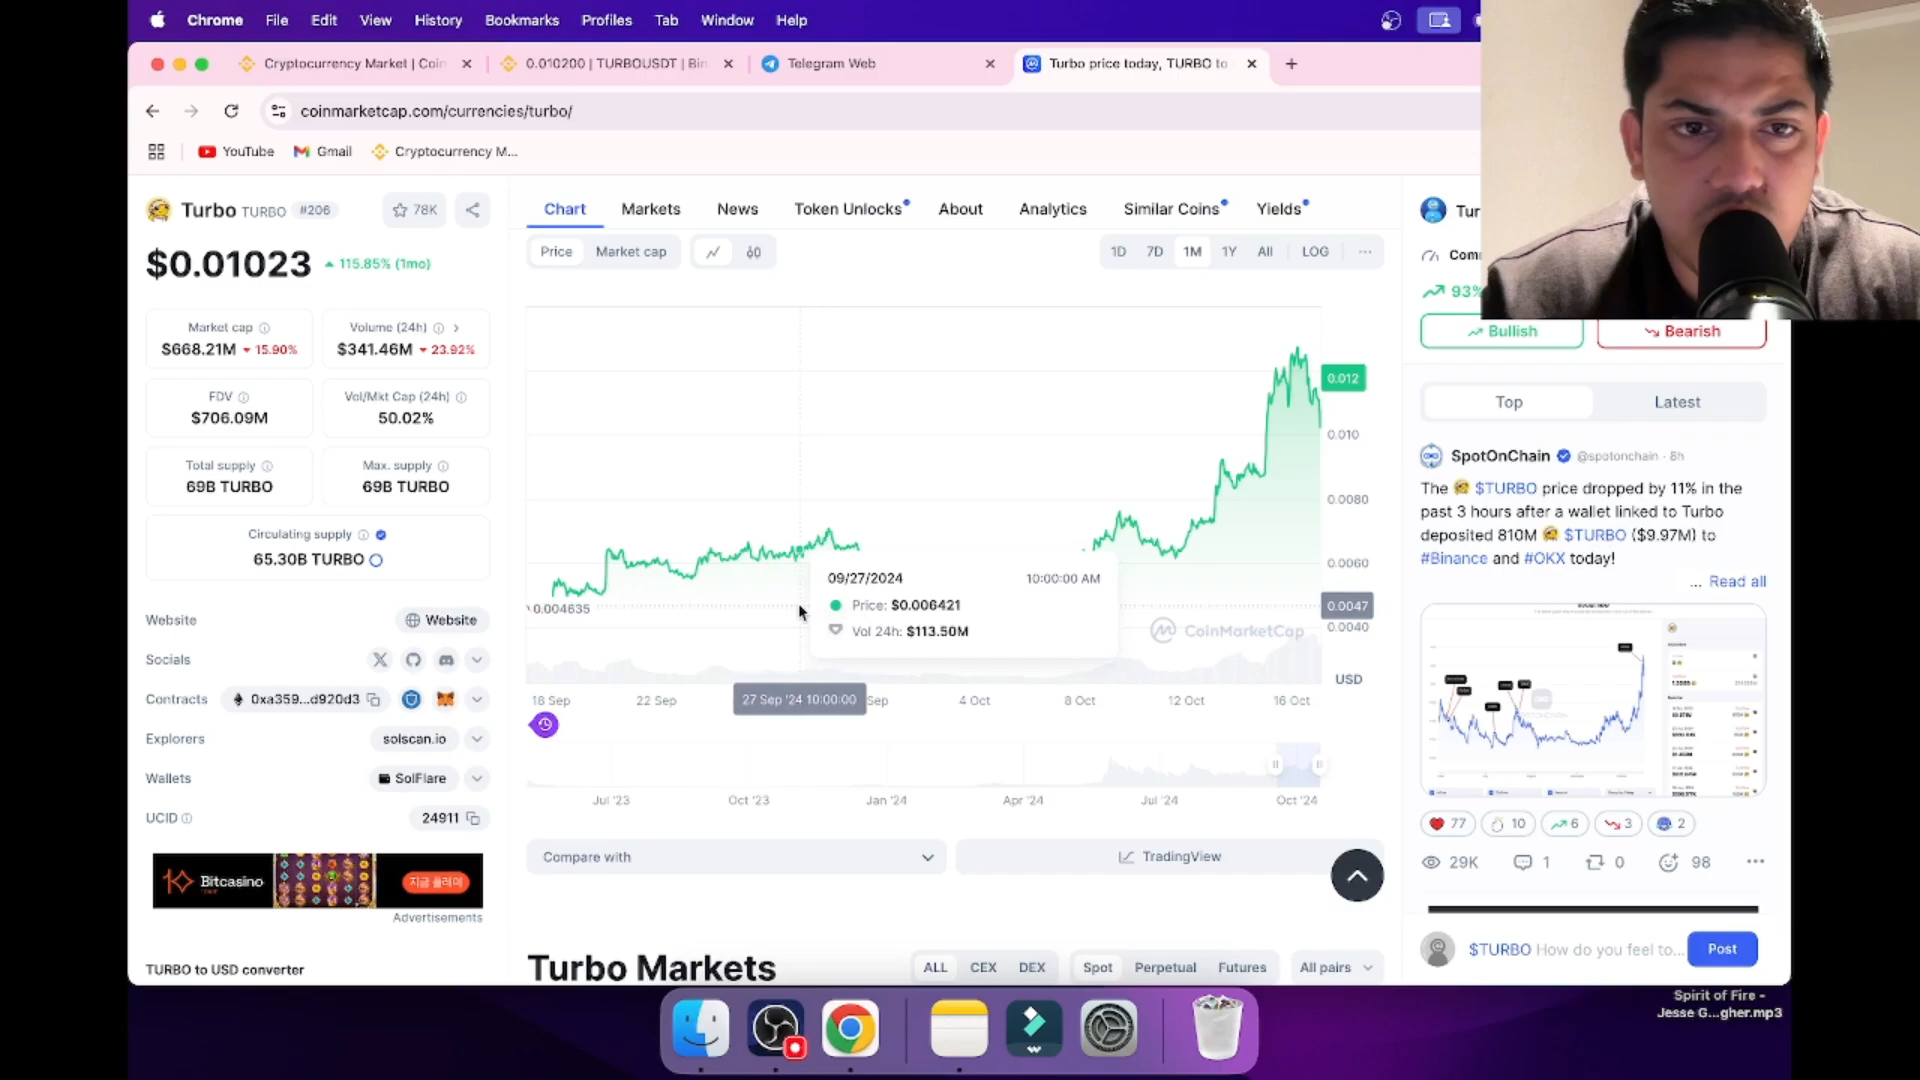 Chrome File Edit View History Bookmarks Profiles Tab Window Help
Cryptocurrency Market | Coin
0.010200 | TURBOUSDT | Bin
Telegram Web
Turbo price today, TURBO to
coinmarketcap.com/currencies/turbo/
YouTube Gmail Cryptocurrency M...
Turbo TURBO #206 78K
$0.01023 115.85% (1mo)
Market cap
$668.21M 15.90%
Volume (24h)
$341.46M 23.92%
FDV
$706.09M
Vol/Mkt Cap (24h)
50.02%
Total supply
69B TURBO
Max. supply
69B TURBO
Circulating supply
65.30B TURBO
Website Website
Socials
Contracts 0xa359...d920d3
Explorers solscan.io
Wallets SolFlare
UCID 24911
Bitcasino 지금 플레이
Advertisements
TURBO to USD converter
Chart Markets News Token Unlocks About Analytics Similar Coins Yields
Price Market cap
1D 7D 1M 1Y All LOG ...
0.012
0.010
0.0080
0.0060
0.0047
0.0040
0.004635
09/27/2024 10:00:00 AM
Price: $0.006421
Vol 24h: $113.50M
CoinMarketCap
USD
18 Sep 22 Sep 27 Sep '24 10:00:00 Sep 4 Oct 8 Oct 12 Oct 16 Oct
Jul '23 Oct '23 Jan '24 Apr '24 Jul '24 Oct '24
Compare with
TradingView
Turbo Markets
ALL CEX DEX Spot Perpetual Futures All pairs
Tur
Com
93%
Bullish Bearish
Top Latest
SpotOnChain @spotonchain · 8h
The $TURBO price dropped by 11% in the
past 3 hours after a wallet linked to Turbo
deposited 810M $TURBO ($9.97M) to
#Binance and #OKX today!
... Read all
77 10 6 3 2
29K 1 0 98 ...
$TURBO How do you feel to...
Post
Spirit of Fire -
Jesse G...gher.mp3